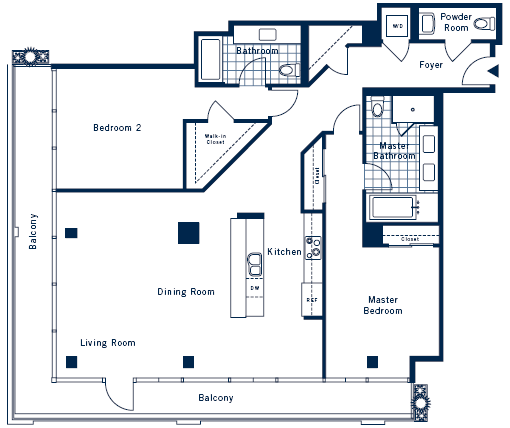 Powder
Room
W/D
Bathroom
Foyer
Bedroom 2
Walk-in
Closet
Master
Bathroom
Closet
Balcony
Closet
Kitchen
DW
REF
Dining Room
Master
Bedroom
Living Room
Balcony